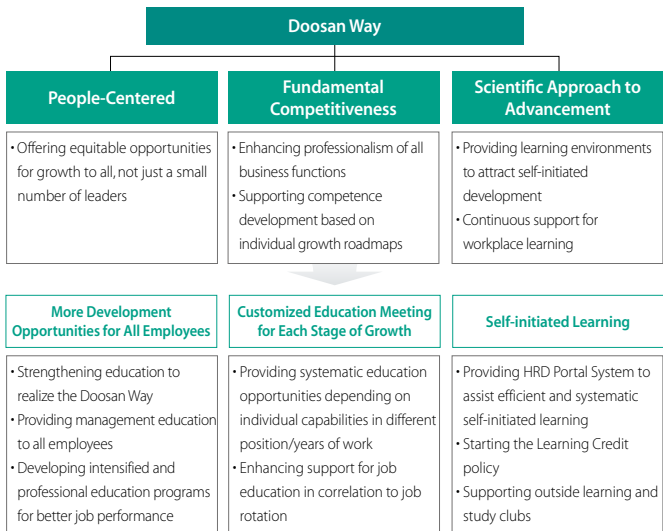 Doosan Way
People-Centered
Fundamental
Competitiveness
Scientific Approach to
Advancement
• Offering equitable opportunities
for growth to all, not just a small
number of leaders
• Enhancing professionalism of all
business functions
• Supporting competence
development based on
individual growth roadmaps
• Providing learning environments
to attract self-initiated
development
• Continuous support for
workplace learning
More Development
Opportunities for All Employees
Customized Education Meeting
for Each Stage of Growth
Self-initiated Learning
• Strengthening education to
realize the Doosan Way
• Providing management education
to all employees
• Developing intensified and
professional education programs
for better job performance
• Providing systematic education
opportunities depending on
individual capabilities in different
position/years of work
• Enhancing support for job
education in correlation to job
rotation
• Providing HRD Portal System to
assist efficient and systematic
self-initiated learning
• Starting the Learning Credit
policy
• Supporting outside learning and
study clubs